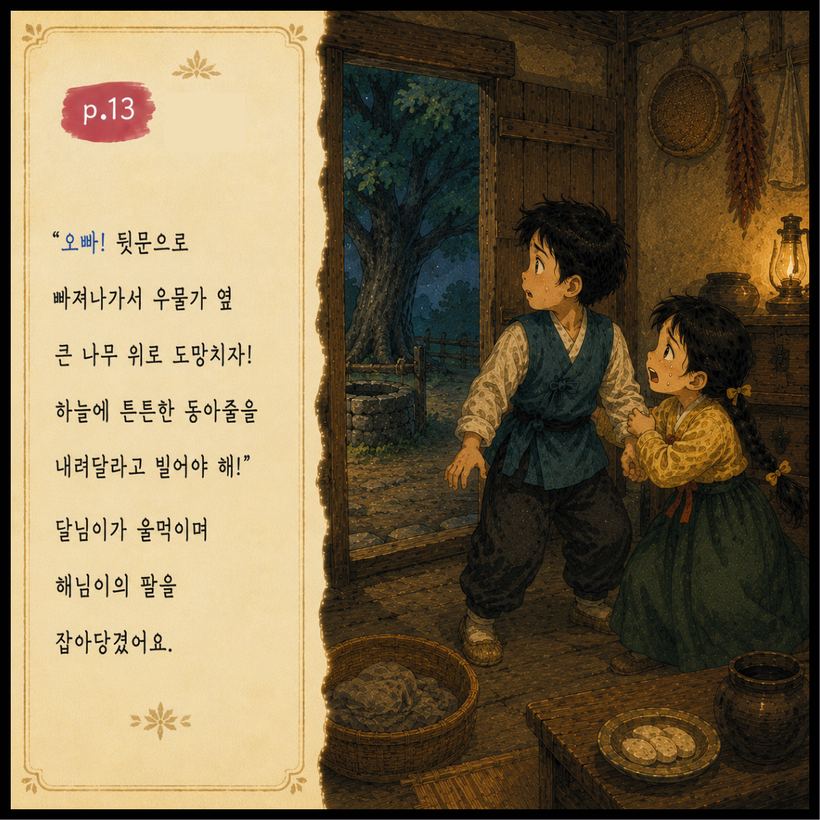 p.13
“오빠! 뒷문으로
빠져나가서 우물가 옆
큰 나무 위로 도망치자!
하늘에 튼튼한 동아줄을
내려달라고 빌어야 해!”
달님이가 울먹이며
해님이의 팔을
잡아당겼어요.